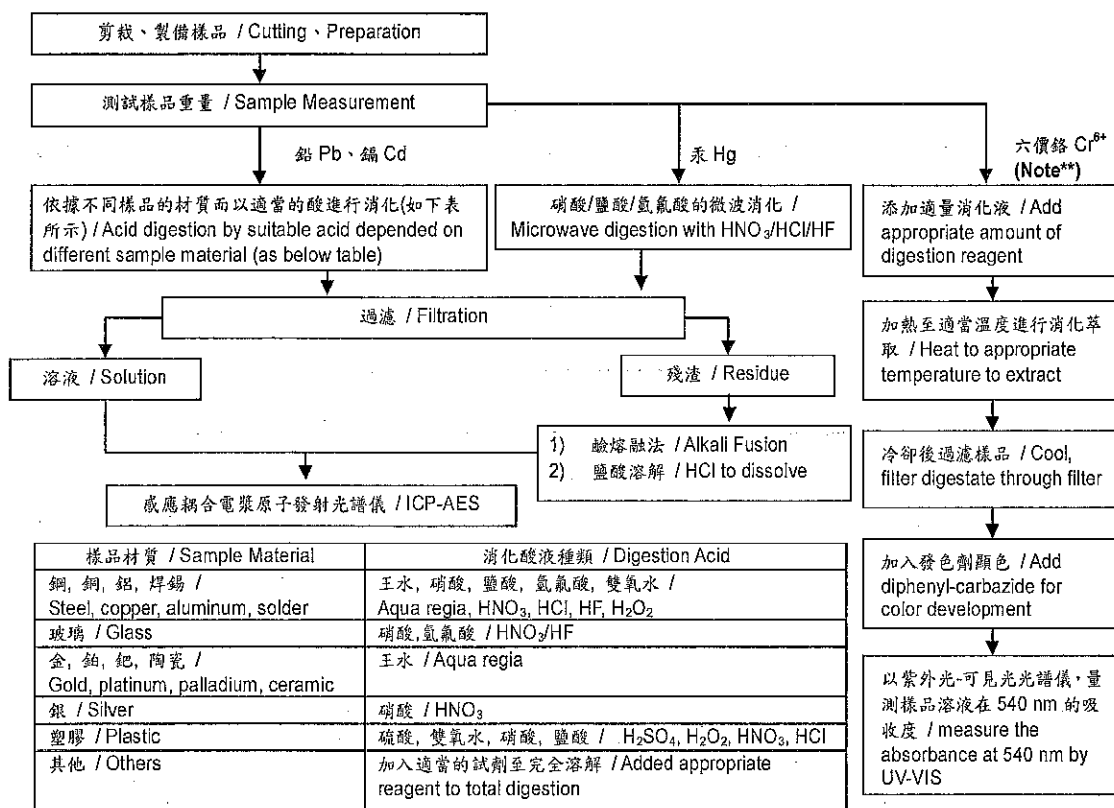 剪裁、製備樣品 / Cutting、Preparation
測試樣品重量 / Sample Measurement
鉛 Pb、鎘 Cd
汞 Hg
六價鉻 Cr⁶⁺
(Note**)
依據不同樣品的材質而以適當的酸進行消化(如下表
所示) / Acid digestion by suitable acid depended on
different sample material (as below table)
硝酸/鹽酸/氫氟酸的微波消化 /
Microwave digestion with HNO₃/HCl/HF
添加適量消化液 / Add
appropriate amount of
digestion reagent
過濾 / Filtration
加熱至適當溫度進行消化萃
取 / Heat to appropriate
temperature to extract
溶液 / Solution
殘渣 / Residue
1) 鹼熔融法 / Alkali Fusion
2) 鹽酸溶解 / HCl to dissolve
冷卻後過濾樣品 / Cool,
filter digestate through filter
感應耦合電漿原子發射光譜儀 / ICP-AES
加入發色劑顯色 / Add
diphenyl-carbazide for
color development
以紫外光-可見光光譜儀,量
測樣品溶液在 540 nm 的吸
收度 / measure the
absorbance at 540 nm by
UV-VIS
樣品材質 / Sample Material
消化酸液種類 / Digestion Acid
鋼, 銅, 鋁, 焊錫 /
Steel, copper, aluminum, solder
王水, 硝酸, 鹽酸, 氫氟酸, 雙氧水 /
Aqua regia, HNO₃, HCl, HF, H₂O₂
玻璃 / Glass
硝酸,氫氟酸 / HNO₃/HF
金, 鉑, 鈀, 陶瓷 /
Gold, platinum, palladium, ceramic
王水 / Aqua regia
銀 / Silver
硝酸 / HNO₃
塑膠 / Plastic
硫酸, 雙氧水, 硝酸, 鹽酸 / H₂SO₄, H₂O₂, HNO₃, HCl
其他 / Others
加入適當的試劑至完全溶解 / Added appropriate
reagent to total digestion